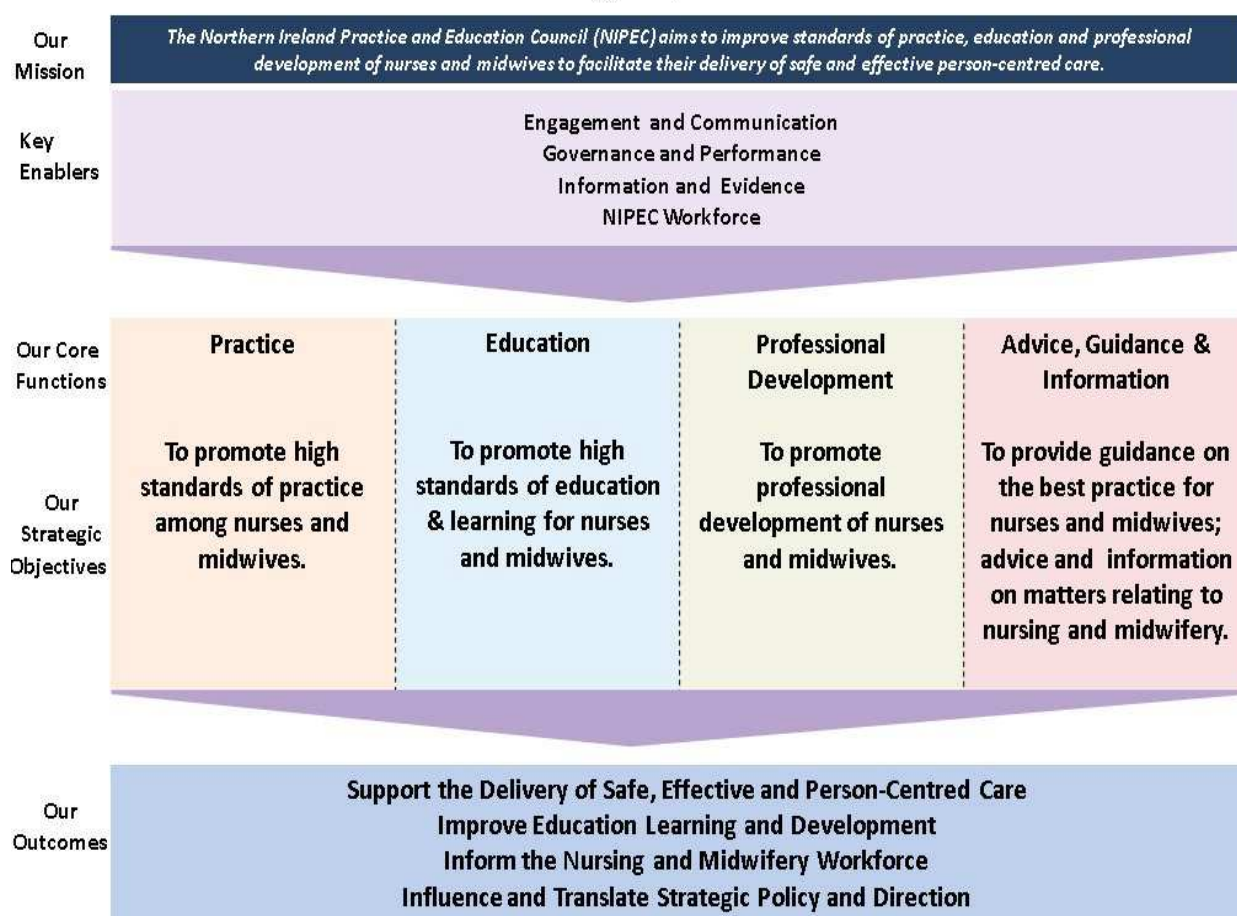 Our
Mission
The Northern Ireland Practice and Education Council (NIPEC) aims to improve standards of practice, education and professional
development of nurses and midwives to facilitate their delivery of safe and effective person-centred care.
Key
Enablers
Engagement and Communication
Governance and Performance
Information and Evidence
NIPEC Workforce
Our Core
Functions
Practice
Education
Professional
Development
Advice, Guidance &
Information
Our
Strategic
Objectives
To promote high
standards of practice
among nurses and
midwives.
To promote high
standards of education
& learning for nurses
and midwives.
To promote
professional
development of nurses
and midwives.
To provide guidance on
the best practice for
nurses and midwives;
advice and information
on matters relating to
nursing and midwifery.
Our
Outcomes
Support the Delivery of Safe, Effective and Person-Centred Care
Improve Education Learning and Development
Inform the Nursing and Midwifery Workforce
Influence and Translate Strategic Policy and Direction